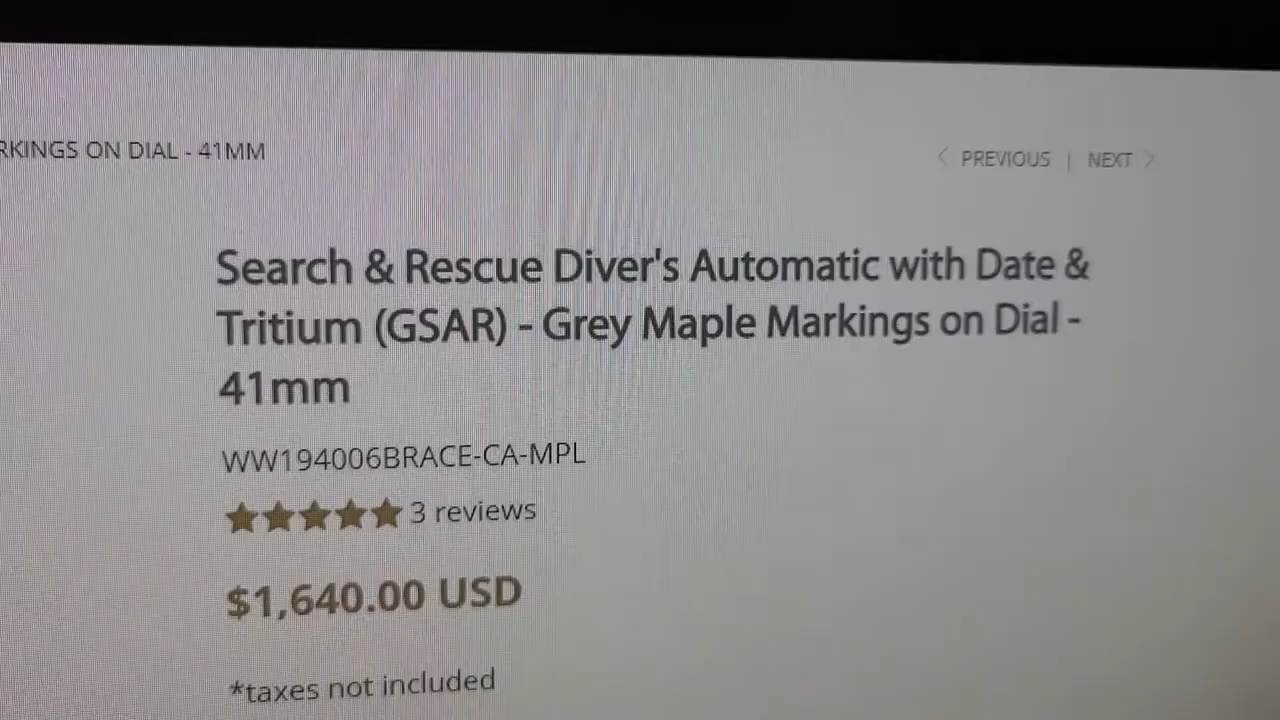 RKINGS ON DIAL - 41MM
PREVIOUS | NEXT
Search & Rescue Diver's Automatic with Date &
Tritium (GSAR) - Grey Maple Markings on Dial -
41mm
WW194006BRACE-CA-MPL
3 reviews
$1,640.00 USD
*taxes not included